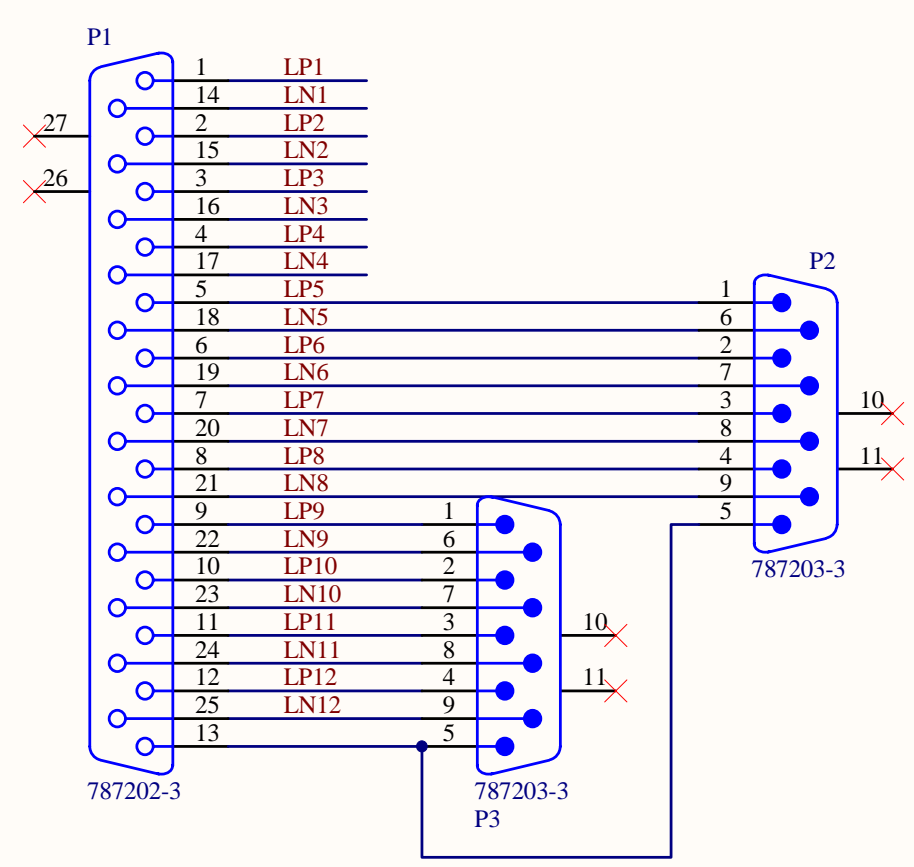 P1
1 LP1
14 LN1
27 2 LP2
15 LN2
26 3 LP3
16 LN3
4 LP4
17 LN4 P2
5 LP5 1
18 LN5 6
6 LP6 2
19 LN6 7
7 LP7 3 10
20 LN7 8
8 LP8 4 11
21 LN8 9
9 LP9 1 5
22 LN9 6
10 LP10 2 787203-3
23 LN10 7
11 LP11 3 10
24 LN11 8
12 LP12 4 11
25 LN12 9
13 5
787202-3 787203-3
P3